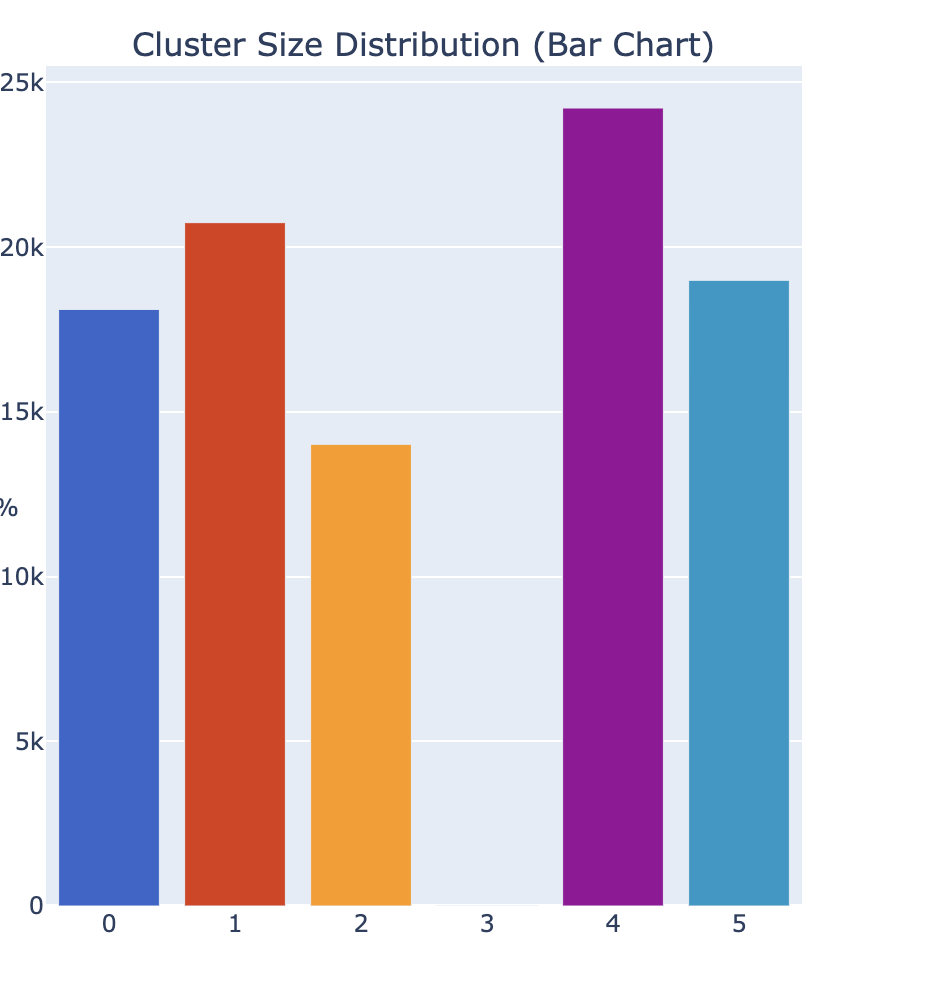 Cluster Size Distribution (Bar Chart)
25k
20k
15k
%
10k
5k
0
0 1 2 3 4 5